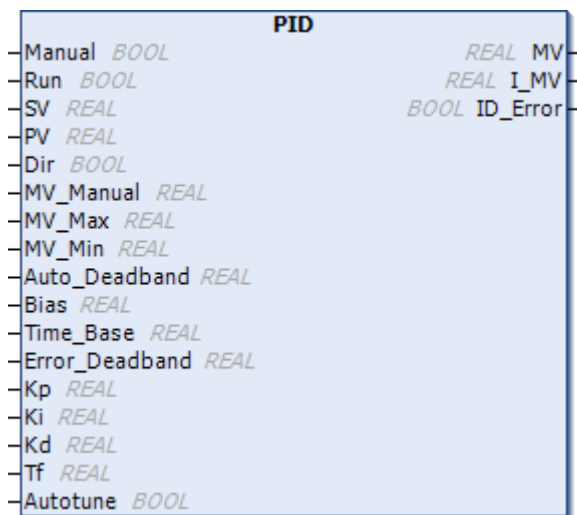 PID
Manual BOOL REAL MV
Run BOOL REAL I_MV
SV REAL BOOL ID_Error
PV REAL
Dir BOOL
MV_Manual REAL
MV_Max REAL
MV_Min REAL
Auto_Deadband REAL
Bias REAL
Time_Base REAL
Error_Deadband REAL
Kp REAL
Ki REAL
Kd REAL
Tf REAL
Autotune BOOL